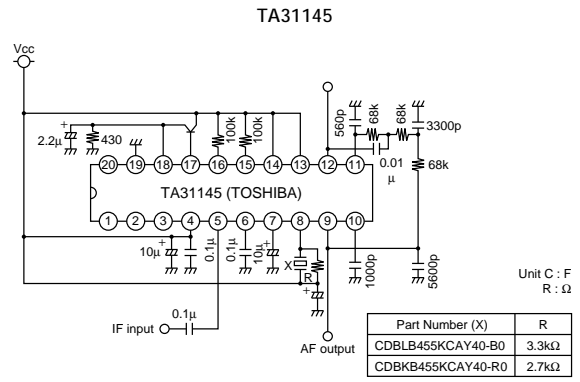 TA31145
Vcc
2.2μ
+
430
100k
100k
560p
68k
68k
3300p
0.01
μ
68k
20 19 18 17 16 15 14 13 12 11
TA31145 (TOSHIBA)
1 2 3 4 5 6 7 8 9 10
10μ
+
0.1μ
0.1μ
10μ
+
X
R
+
1000p
5600p
0.1μ
IF input
AF output
Unit C : F
R : Ω
Part Number (X) R
CDBLB455KCAY40-B0 3.3kΩ
CDBKB455KCAY40-R0 2.7kΩ